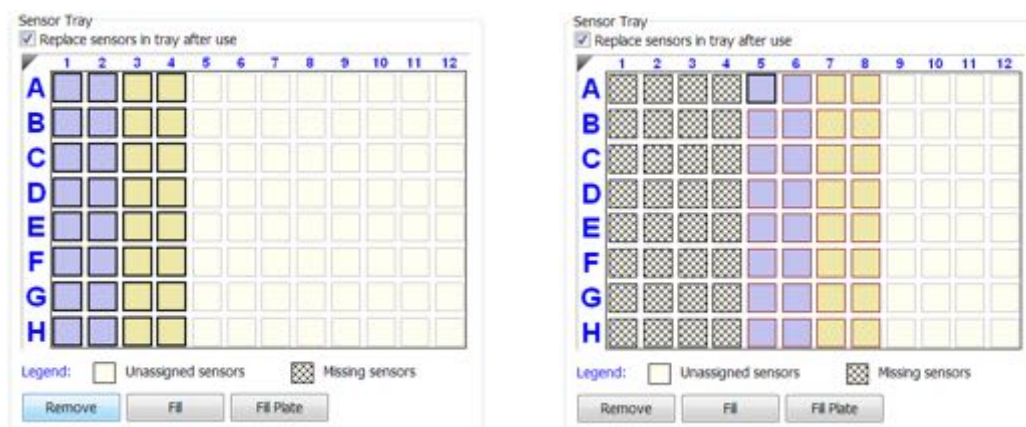 Sensor Tray
Replace sensors in tray after use
1 2 3 4 5 6 7 8 9 10 11 12
A
B
C
D
E
F
G
H
Legend: Unassigned sensors Missing sensors
Remove Fill Fill Plate
Sensor Tray
Replace sensors in tray after use
1 2 3 4 5 6 7 8 9 10 11 12
A
B
C
D
E
F
G
H
Legend: Unassigned sensors Missing sensors
Remove Fill Fill Plate